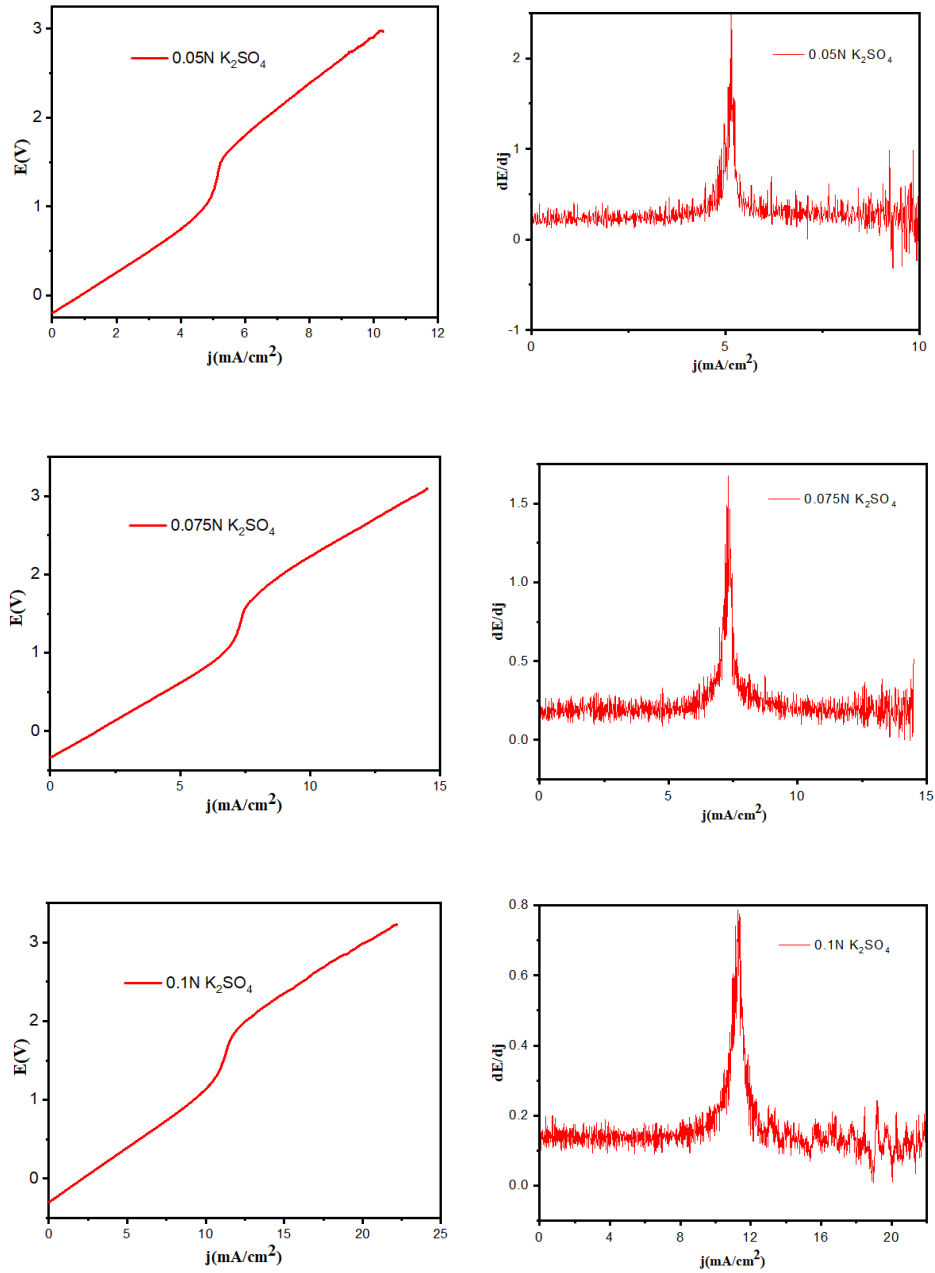 3
2
1
0
E(V)
0.05N K₂SO₄
0 2 4 6 8 10 12
j(mA/cm²)
2
1
0
-1
dE/dj
0.05N K₂SO₄
0 5 10
j(mA/cm²)
3
2
1
0
E(V)
0.075N K₂SO₄
0 5 10 15
j(mA/cm²)
1.5
1.0
0.5
0.0
dE/dj
0.075N K₂SO₄
0 5 10 15
j(mA/cm²)
3
2
1
0
E(V)
0.1N K₂SO₄
0 5 10 15 20 25
j(mA/cm²)
0.8
0.6
0.4
0.2
0.0
dE/dj
0.1N K₂SO₄
0 4 8 12 16 20
j(mA/cm²)